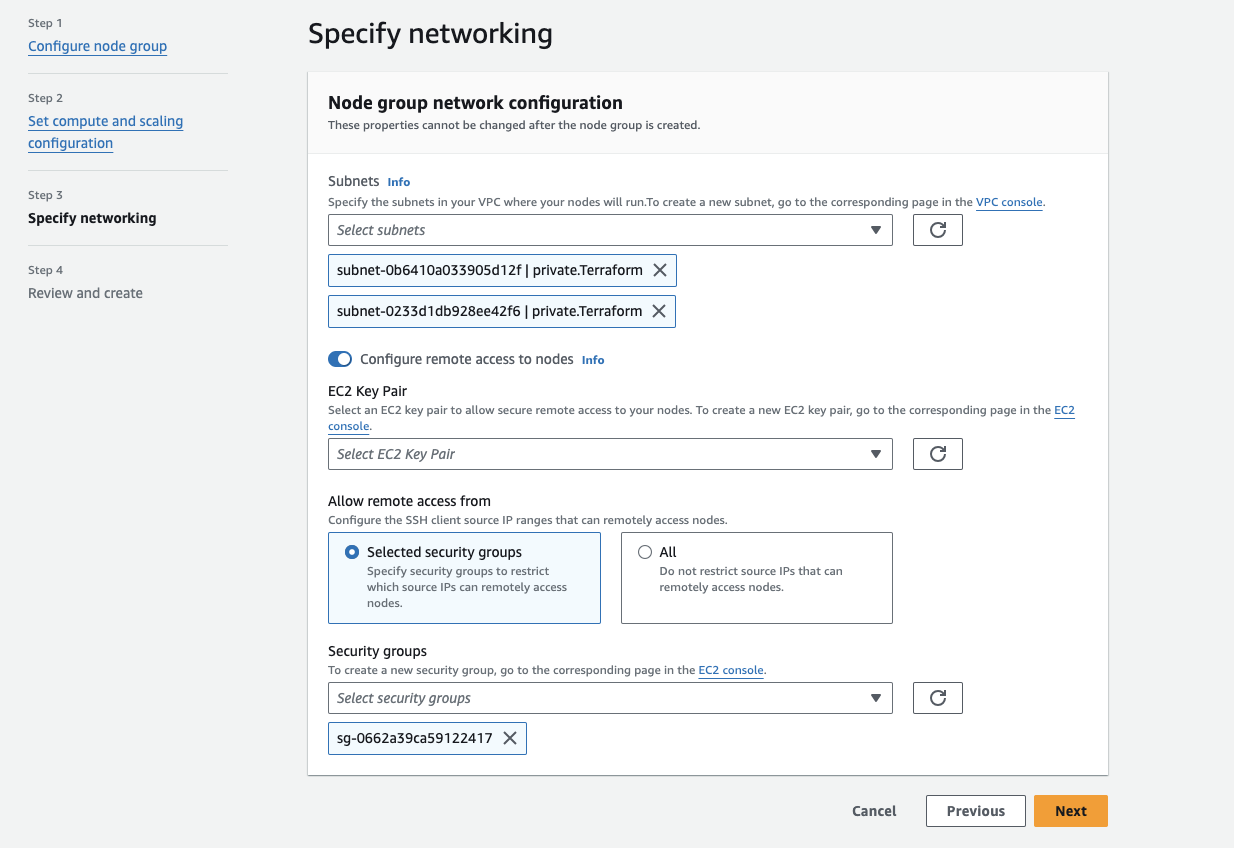 Step 1
Configure node group
Step 2
Set compute and scaling
configuration
Step 3
Specify networking
Step 4
Review and create
Specify networking
Node group network configuration
These properties cannot be changed after the node group is created.
Subnets Info
Specify the subnets in your VPC where your nodes will run.To create a new subnet, go to the corresponding page in the VPC console.
Select subnets
subnet-0b6410a033905d12f | private.Terraform
subnet-0233d1db928ee42f6 | private.Terraform
Configure remote access to nodes Info
EC2 Key Pair
Select an EC2 key pair to allow secure remote access to your nodes. To create a new EC2 key pair, go to the corresponding page in the EC2
console.
Select EC2 Key Pair
Allow remote access from
Configure the SSH client source IP ranges that can remotely access nodes.
Selected security groups
Specify security groups to restrict
which source IPs can remotely access
nodes.
All
Do not restrict source IPs that can
remotely access nodes.
Security groups
To create a new security group, go to the corresponding page in the EC2 console.
Select security groups
sg-0662a39ca59122417
Cancel
Previous
Next